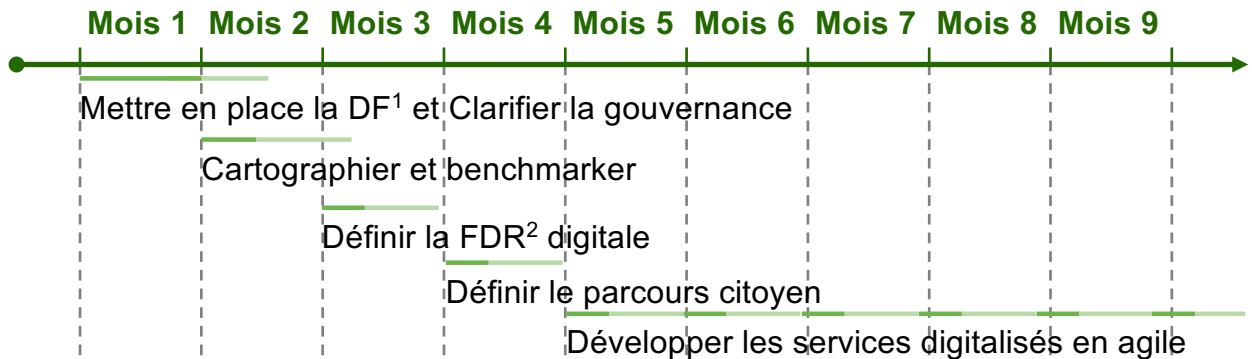 Mois 1 Mois 2 Mois 3 Mois 4 Mois 5 Mois 6 Mois 7 Mois 8 Mois 9
Mettre en place la DF¹ et Clarifier la gouvernance
Cartographier et benchmarker
Définir la FDR² digitale
Définir le parcours citoyen
Développer les services digitalisés en agile